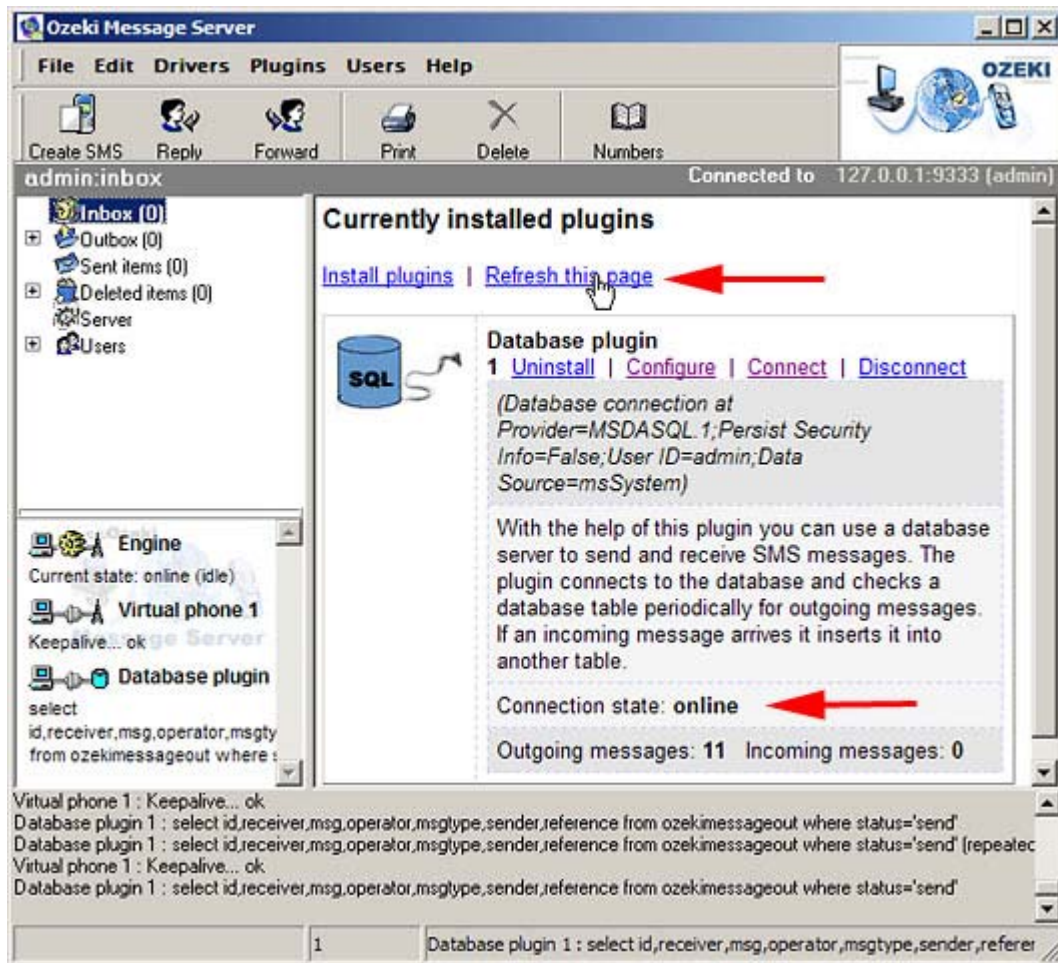 Ozeki Message Server
File Edit Drivers Plugins Users Help
OZEKI
Create SMS Reply Forward Print Delete Numbers
admin:inbox Connected to 127.0.0.1:9333 (admin)
Inbox (0)
Outbox (0)
Sent items (0)
Deleted items (0)
Server
Users
Currently installed plugins
Install plugins | Refresh this page
SQL
Database plugin
1 Uninstall | Configure | Connect | Disconnect
(Database connection at
Provider=MSDASQL.1;Persist Security
Info=False;User ID=admin;Data
Source=msSystem)
With the help of this plugin you can use a database
server to send and receive SMS messages. The
plugin connects to the database and checks a
database table periodically for outgoing messages.
If an incoming message arrives it inserts it into
another table.
Connection state: online
Outgoing messages: 11 Incoming messages: 0
Engine
Current state: online (idle)
Virtual phone 1
Keepalive... ok
Message Server
Database plugin
select
id,receiver,msg,operator,msgty
from ozekimessageout where s
Virtual phone 1 : Keepalive... ok
Database plugin 1 : select id,receiver,msg,operator,msgtype,sender,reference from ozekimessageout where status='send'
Database plugin 1 : select id,receiver,msg,operator,msgtype,sender,reference from ozekimessageout where status='send' (repeated
Virtual phone 1 : Keepalive... ok
Database plugin 1 : select id,receiver,msg,operator,msgtype,sender,reference from ozekimessageout where status='send'
1 Database plugin 1 : select id,receiver,msg,operator,msgtype,sender,referer